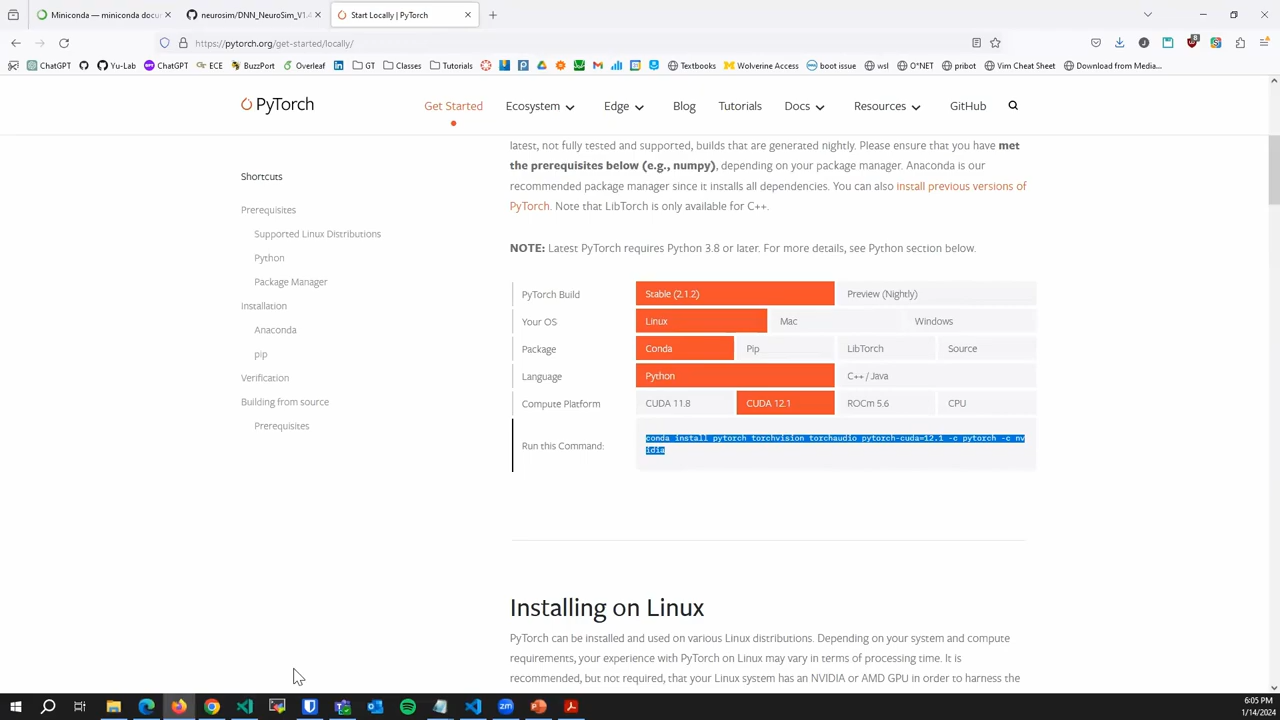 Miniconda — miniconda docum
neurosim/DNN_NeuroSim_V1.4
Start Locally | PyTorch
https://pytorch.org/get-started/locally/
ChatGPT
Yu-Lab
ChatGPT
ECE
BuzzPort
Overleaf
GT
Classes
Tutorials
Textbooks
Wolverine Access
boot issue
wsl
O*NET
pribot
Vim Cheat Sheet
Download from Media...
PyTorch
Get Started
Ecosystem
Edge
Blog
Tutorials
Docs
Resources
GitHub
latest, not fully tested and supported, builds that are generated nightly. Please ensure that you have met
the prerequisites below (e.g., numpy), depending on your package manager. Anaconda is our
recommended package manager since it installs all dependencies. You can also install previous versions of
PyTorch. Note that LibTorch is only available for C++.
Shortcuts
Prerequisites
Supported Linux Distributions
Python
Package Manager
Installation
Anaconda
pip
Verification
Building from source
Prerequisites
NOTE: Latest PyTorch requires Python 3.8 or later. For more details, see Python section below.
PyTorch Build
Stable (2.1.2)
Preview (Nightly)
Your OS
Linux
Mac
Windows
Package
Conda
Pip
LibTorch
Source
Language
Python
C++ / Java
Compute Platform
CUDA 11.8
CUDA 12.1
ROCm 5.6
CPU
Run this Command:
conda install pytorch torchvision torchaudio pytorch-cuda=12.1 -c pytorch -c nv
idia
Installing on Linux
PyTorch can be installed and used on various Linux distributions. Depending on your system and compute
requirements, your experience with PyTorch on Linux may vary in terms of processing time. It is
recommended, but not required, that your Linux system has an NVIDIA or AMD GPU in order to harness the
6:05 PM
1/14/2024